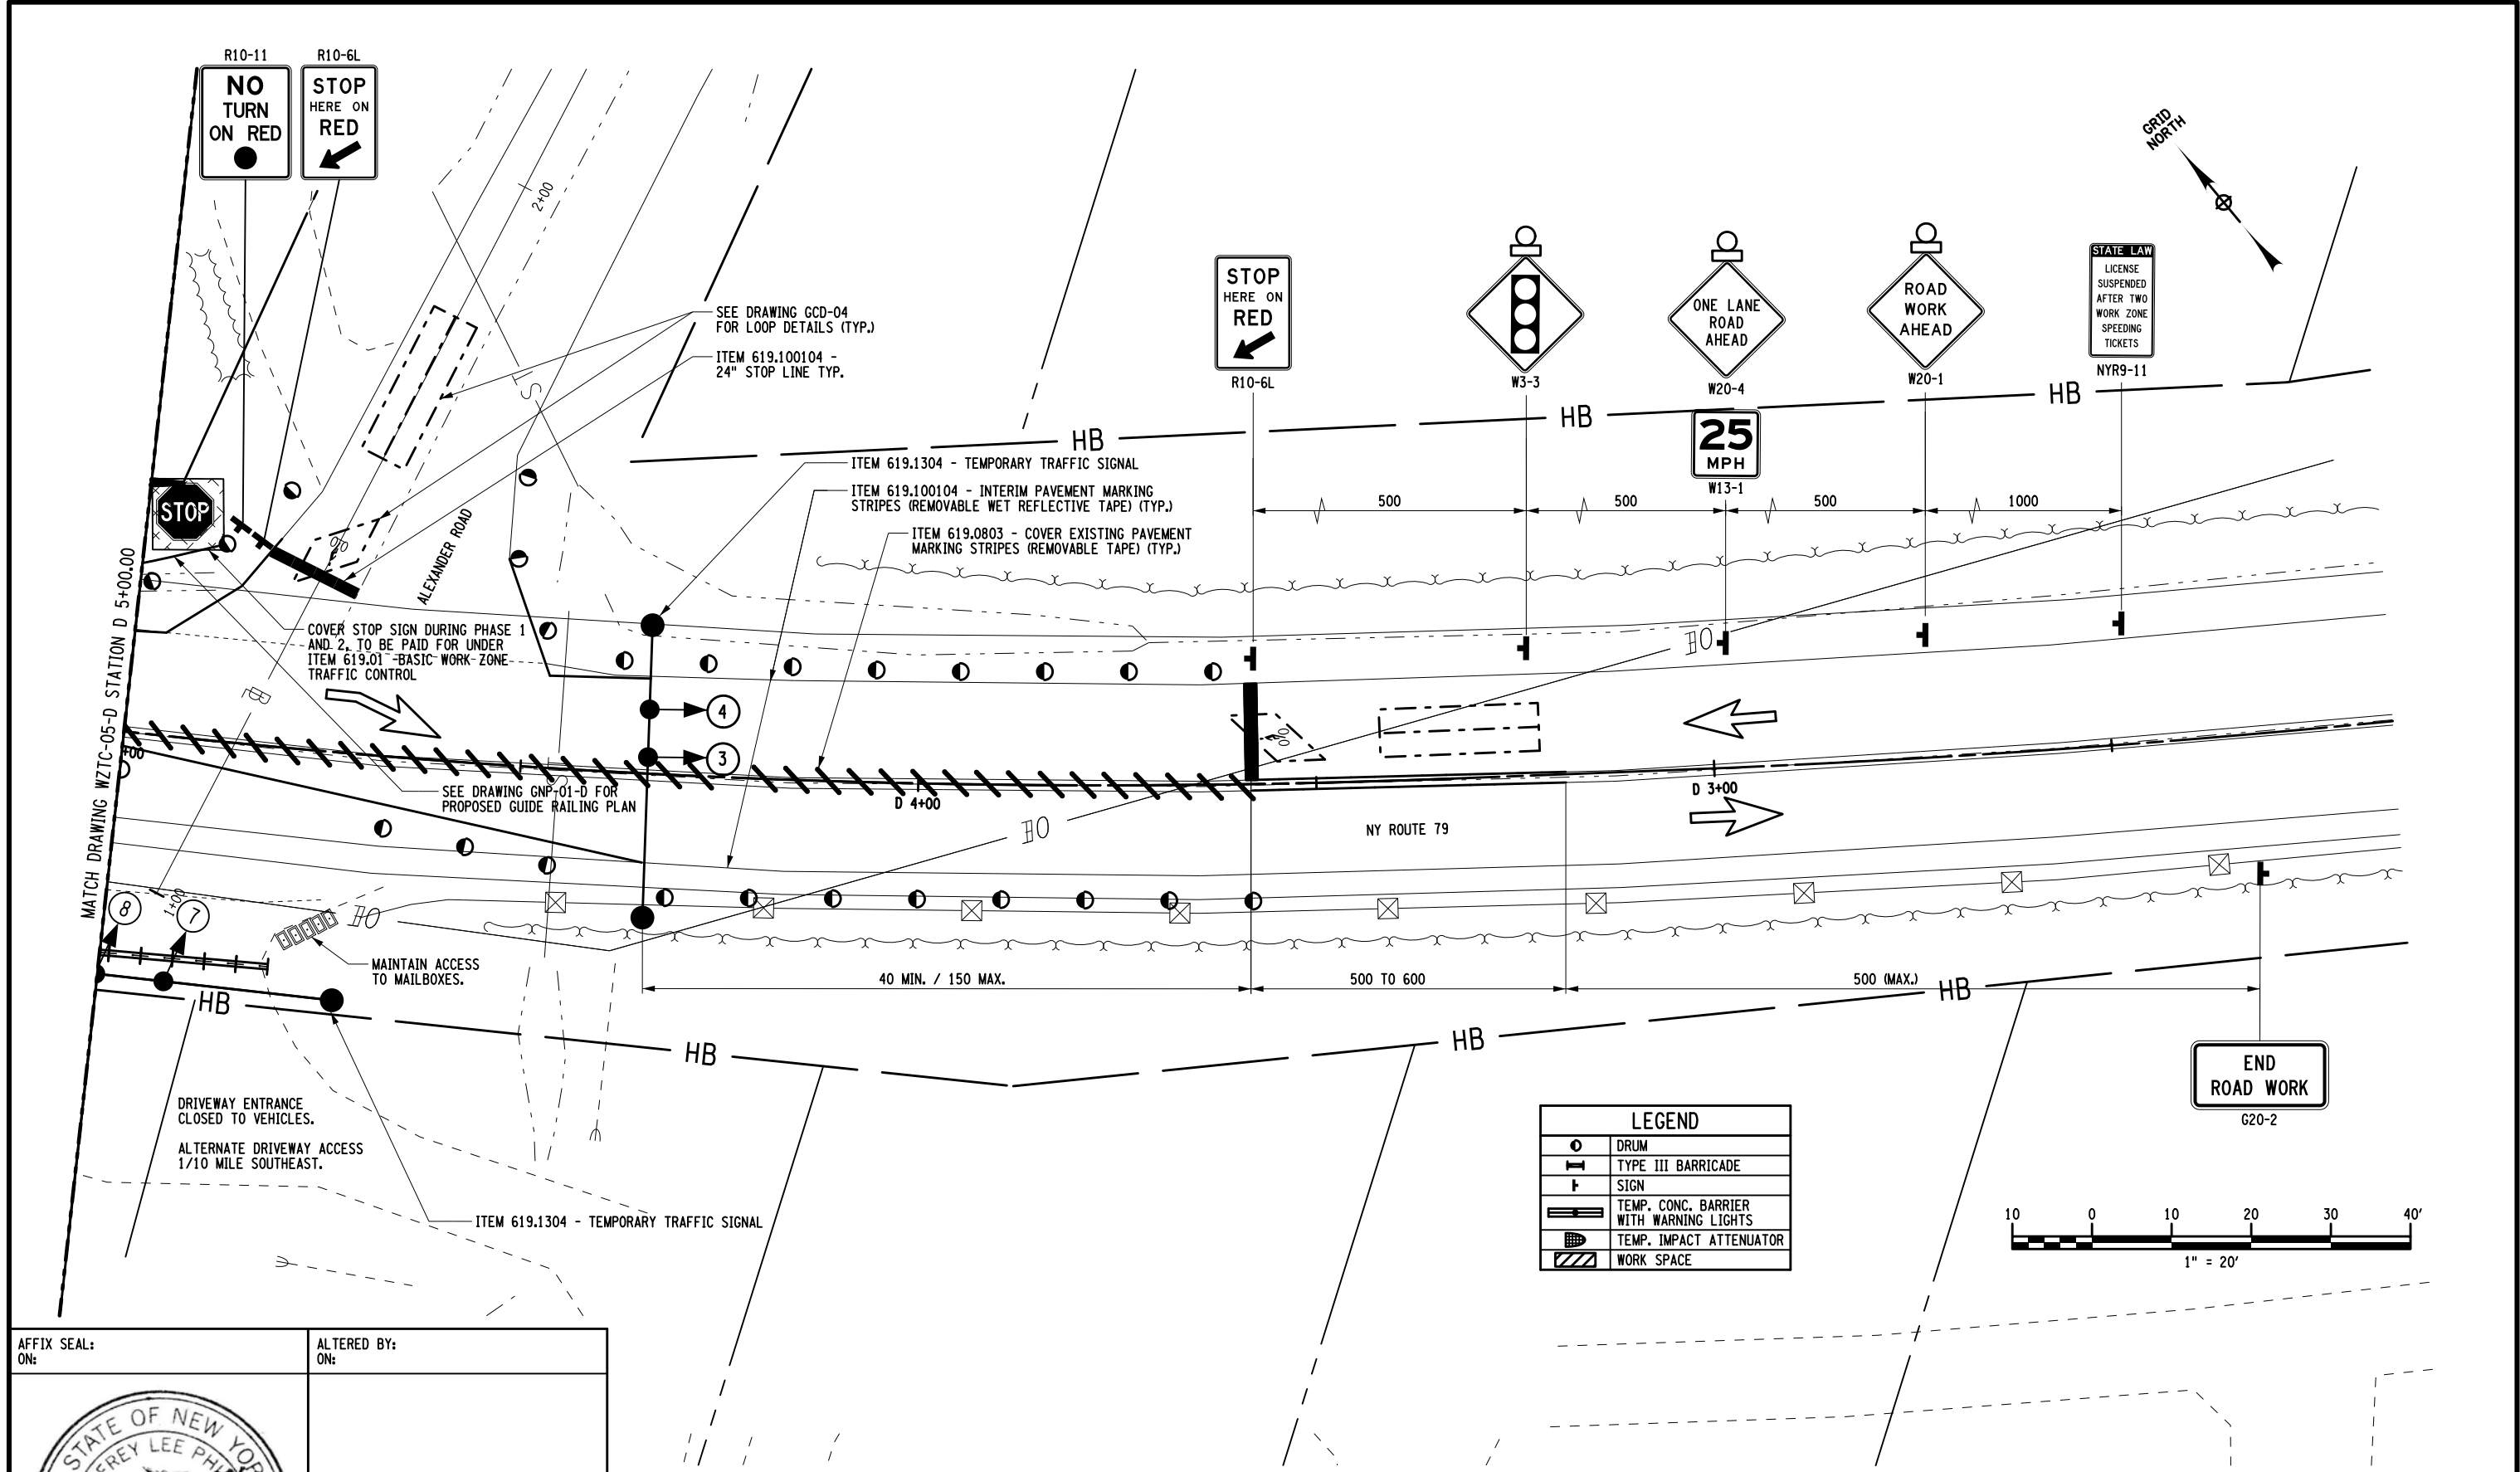 R10-11
NO
TURN
ON RED
R10-6L
STOP
HERE ON
RED
GRID
NORTH
2+00
SEE DRAWING GCD-04
FOR LOOP DETAILS (TYP.)
ITEM 619.100104 -
24" STOP LINE TYP.
STOP
HERE ON
RED
R10-6L
W3-3
ONE LANE
ROAD
AHEAD
W20-4
25
MPH
W13-1
ROAD
WORK
AHEAD
W20-1
STATE LAW
LICENSE
SUSPENDED
AFTER TWO
WORK ZONE
SPEEDING
TICKETS
NYR9-11
HB
HB
HB
ITEM 619.1304 - TEMPORARY TRAFFIC SIGNAL
ITEM 619.100104 - INTERIM PAVEMENT MARKING
STRIPES (REMOVABLE WET REFLECTIVE TAPE) (TYP.)
ITEM 619.0803 - COVER EXISTING PAVEMENT
MARKING STRIPES (REMOVABLE TAPE) (TYP.)
500
500
500
1000
STOP
ALEXANDER ROAD
MATCH DRAWING WZTC-05-D STATION D 5+00.00
COVER STOP SIGN DURING PHASE 1
AND 2, TO BE PAID FOR UNDER
ITEM 619.01 -BASIC WORK ZONE
TRAFFIC CONTROL
4
3
SEE DRAWING GNP-01-D FOR
PROPOSED GUIDE RAILING PLAN
D 4+00
D 3+00
NY ROUTE 79
8
7
1+00
MAINTAIN ACCESS
TO MAILBOXES.
40 MIN. / 150 MAX.
500 TO 600
500 (MAX.)
HB
HB
HB
HB
END
ROAD WORK
G20-2
DRIVEWAY ENTRANCE
CLOSED TO VEHICLES.
ALTERNATE DRIVEWAY ACCESS
1/10 MILE SOUTHEAST.
ITEM 619.1304 - TEMPORARY TRAFFIC SIGNAL
LEGEND
DRUM
TYPE III BARRICADE
SIGN
TEMP. CONC. BARRIER
WITH WARNING LIGHTS
TEMP. IMPACT ATTENUATOR
WORK SPACE
10 0 10 20 30 40'
1" = 20'
AFFIX SEAL:
ON:
ALTERED BY:
ON:
STATE OF NEW
LEE